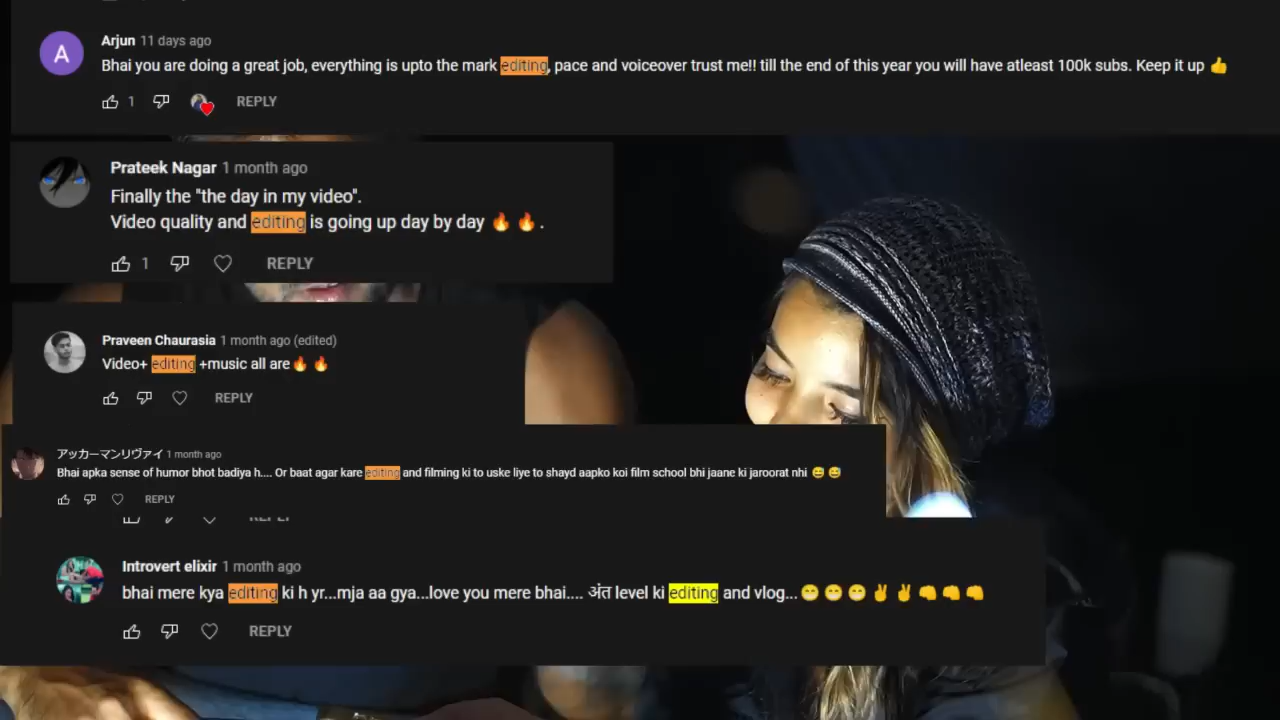 Arjun 11 days ago
Bhai you are doing a great job, everything is upto the mark editing, pace and voiceover trust me!! till the end of this year you will have atleast 100k subs. Keep it up 👍
1 REPLY
Prateek Nagar 1 month ago
Finally the "the day in my video".
Video quality and editing is going up day by day 🔥 🔥 .
1 REPLY
Praveen Chaurasia 1 month ago (edited)
Video+ editing +music all are🔥 🔥
REPLY
アッカーマンリヴァイ 1 month ago
Bhai apka sense of humor bhot badiya h.... Or baat agar kare editing and filming ki to uske liye to shayd aapko koi film school bhi jaane ki jaroorat nhi 😅 😅
REPLY
REPLY
Introvert elixir 1 month ago
bhai mere kya editing ki h yr...mja aa gya...love you mere bhai.... अंत level ki editing and vlog...😁 😁 😁 ✌ ✌ 👊 👊 👊
REPLY